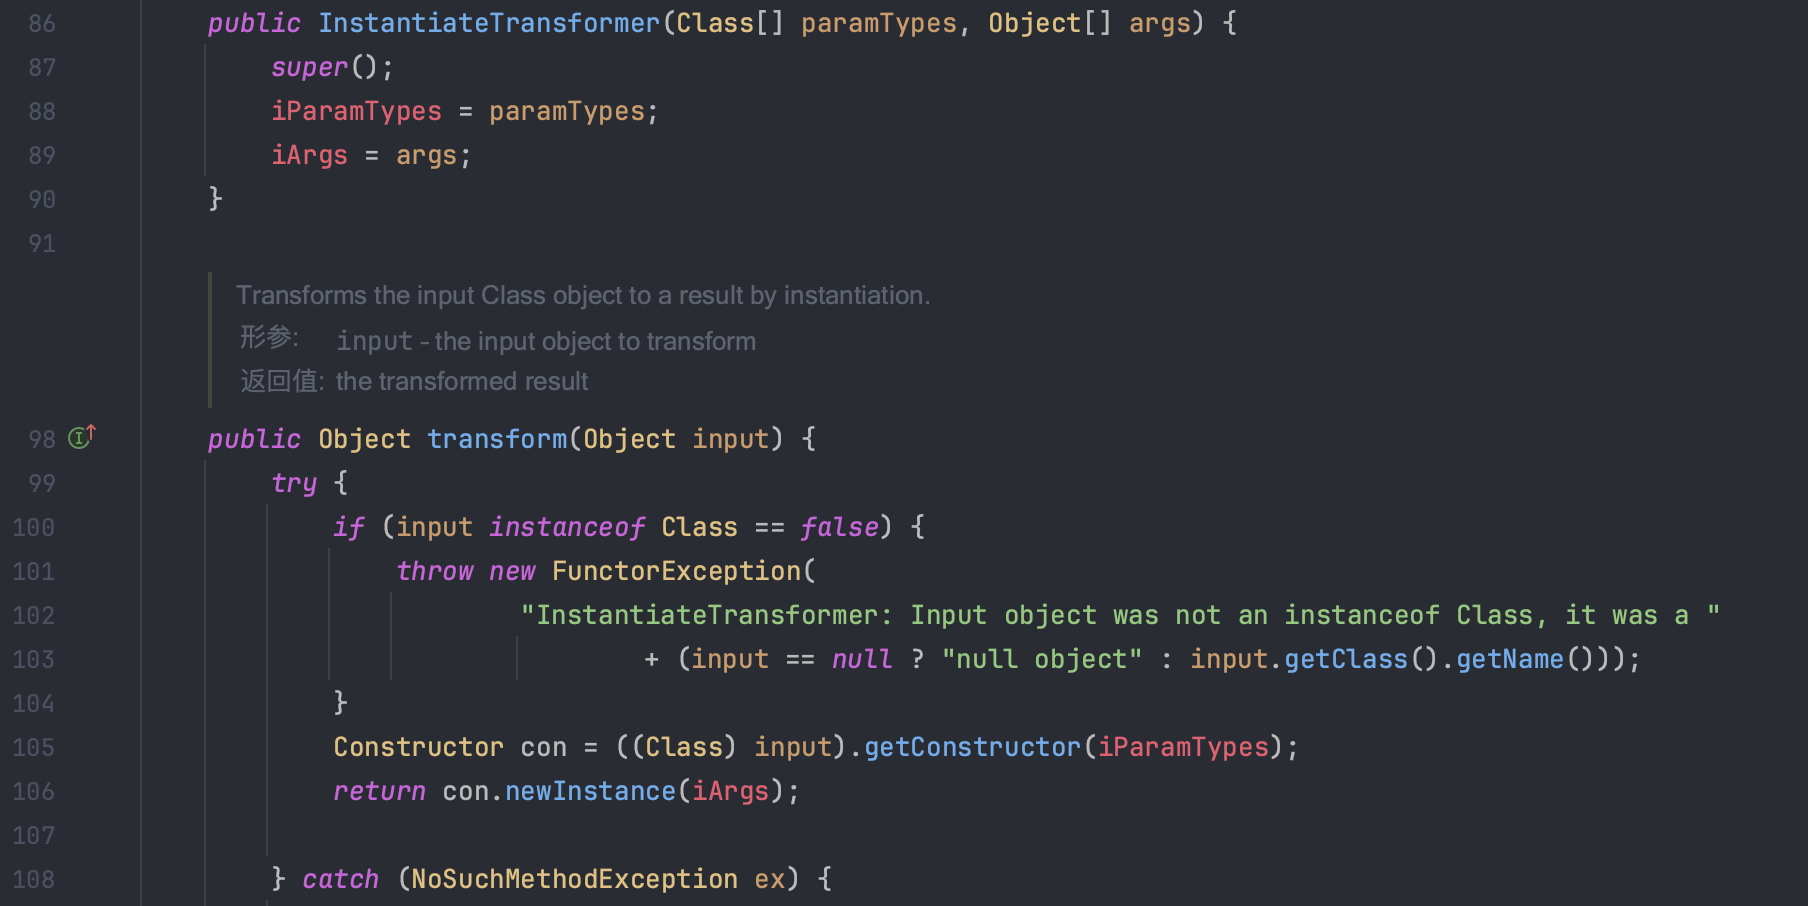 86 public InstantiateTransformer(Class[] paramTypes, Object[] args) {
87 super();
88 iParamTypes = paramTypes;
89 iArgs = args;
90 }
91
Transforms the input Class object to a result by instantiation.
形参: input - the input object to transform
返回值: the transformed result
98 public Object transform(Object input) {
99 try {
100 if (input instanceof Class == false) {
101 throw new FunctorException(
102 "InstantiateTransformer: Input object was not an instanceof Class, it was a "
103 + (input == null ? "null object" : input.getClass().getName()));
104 }
105 Constructor con = ((Class) input).getConstructor(iParamTypes);
106 return con.newInstance(iArgs);
107
108 } catch (NoSuchMethodException ex) {